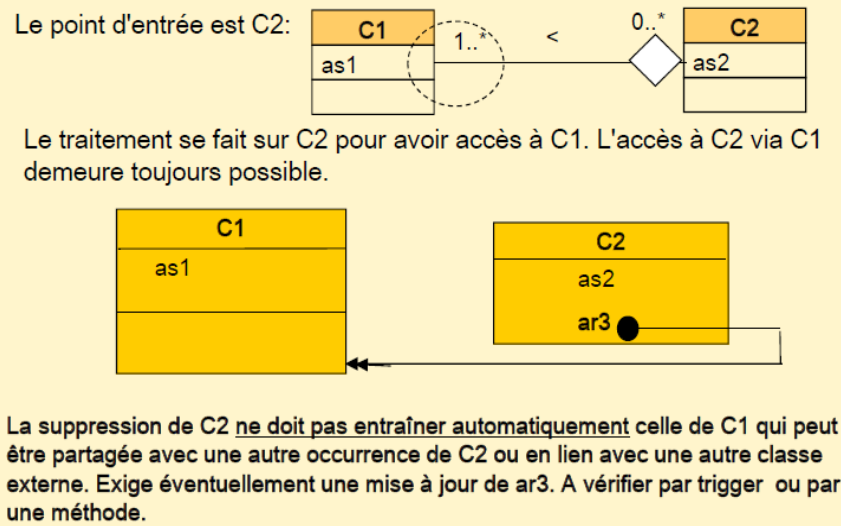 Le point d'entrée est C2:
C1
1..*
<
0..*
C2
as1
as2
Le traitement se fait sur C2 pour avoir accès à C1. L'accès à C2 via C1
demeure toujours possible.
C1
as1
C2
as2
ar3
La suppression de C2 ne doit pas entraîner automatiquement celle de C1 qui peut
être partagée avec une autre occurrence de C2 ou en lien avec une autre classe
externe. Exige éventuellement une mise à jour de ar3. A vérifier par trigger ou par
une méthode.